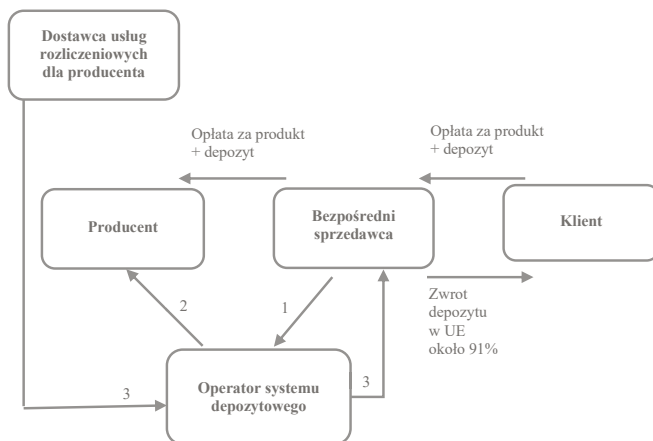 Dostawca usług
rozliczeniowych
dla producenta
Opłata za produkt
+ depozyt
Opłata za produkt
+ depozyt
Producent
Bezpośredni
sprzedawca
Klient
2
1
Zwrot
depozytu
w UE
około 91%
3
Operator systemu
depozytowego
3